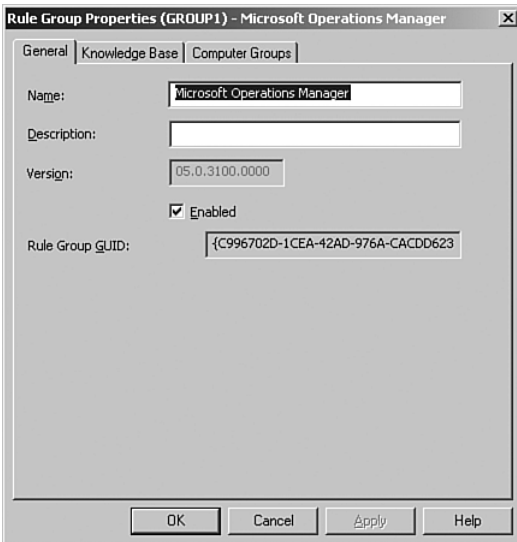 Rule Group Properties (GROUP1) - Microsoft Operations Manager
General Knowledge Base Computer Groups
Name: Microsoft Operations Manager
Description:
Version: 05.0.3100.0000
Enabled
Rule Group GUID: {C996702D-1CEA-42AD-976A-CACDD623
OK Cancel Apply Help